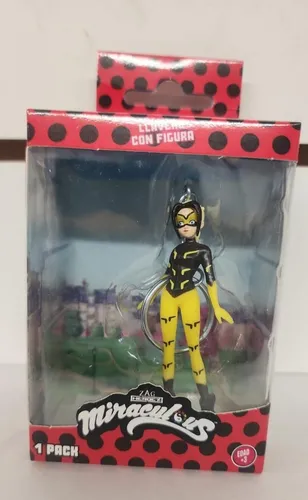 LLAVERO
CON FIGURA
ZAG
HEROEZ
Miraculous
1 PACK
EDAD
+3